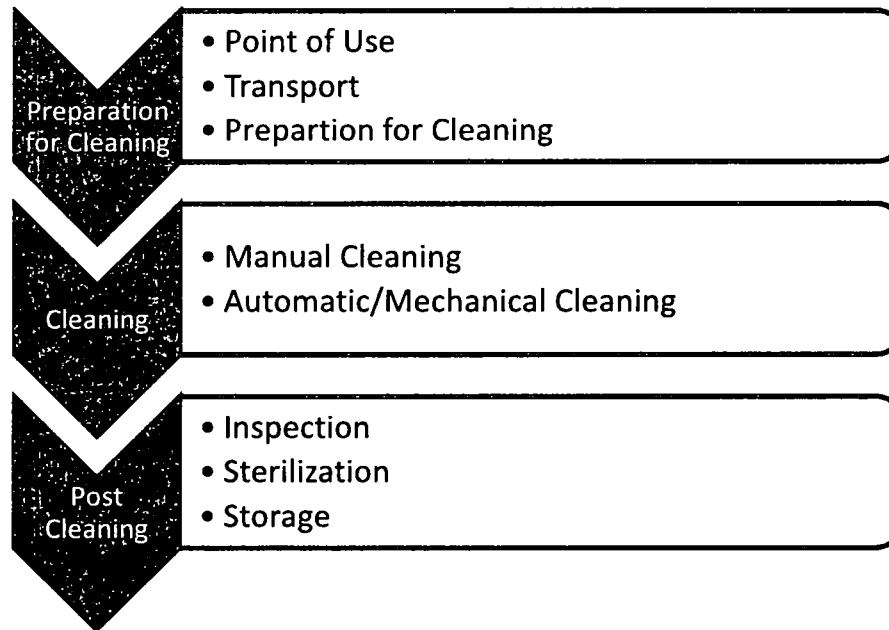 Preparation
for Cleaning
• Point of Use
• Transport
• Prepartion for Cleaning
Cleaning
• Manual Cleaning
• Automatic/Mechanical Cleaning
Post
Cleaning
• Inspection
• Sterilization
• Storage